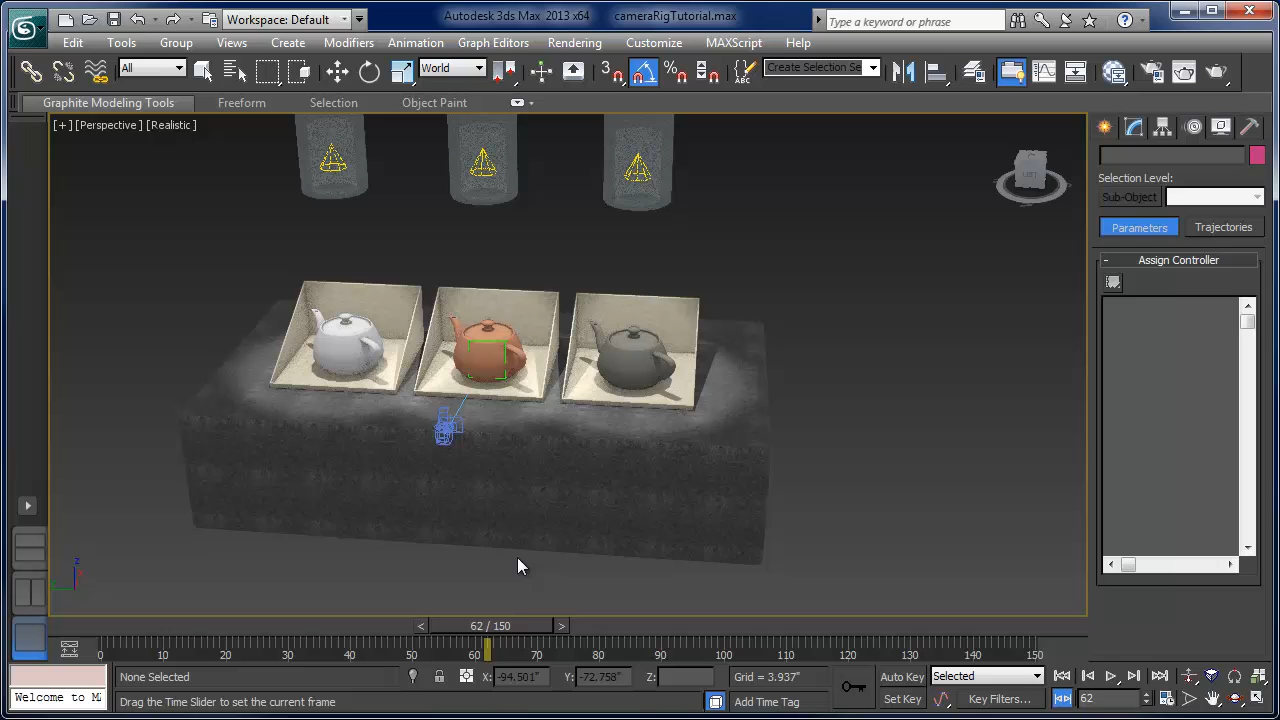 Workspace: Default
Autodesk 3ds Max 2013 x64 cameraRigTutorial.max
Type a keyword or phrase
Edit Tools Group Views Create Modifiers Animation Graph Editors Rendering Customize MAXScript Help
All World 3 Create Selection Se
Graphite Modeling Tools Freeform Selection Object Paint
[+] [Perspective] [Realistic]
Selection Level:
Sub-Object
Parameters Trajectories
- Assign Controller
z
< 62 / 150 >
0 10 20 30 40 50 60 70 80 90 100 110 120 130 140 150
None Selected X: -94.501" Y: -72.758" Z: Grid = 3.937" Auto Key Selected
Welcome to M
Drag the Time Slider to set the current frame Add Time Tag Set Key Key Filters... 62